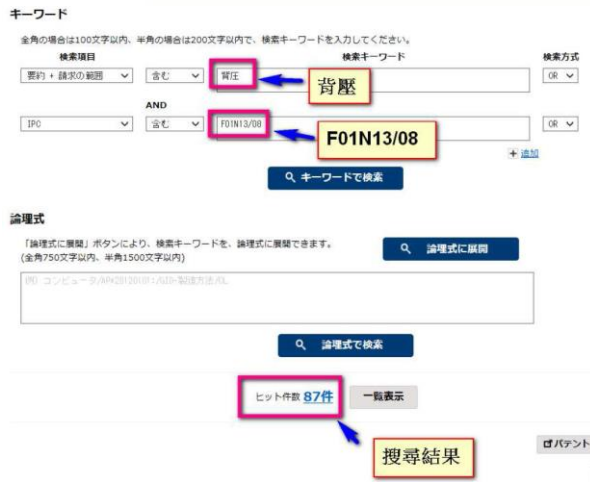 キーワード
全角の場合は100文字以内、半角の場合は200文字以内で、検索キーワードを入力してください。
検索項目 検索キーワード 検索方式
要約 + 請求の範囲 含む 背圧 OR
背壓
AND
IPC 含む F01N13/08 OR
F01N13/08
+ 追加
キーワードで検索
論理式
「論理式に展開」ボタンにより、検索キーワードを、論理式に展開できます。
(全角750文字以内、半角1500文字以内)
論理式に展開
論理式で検索
ヒット件数 87件 一覧表示
搜尋結果
パテント